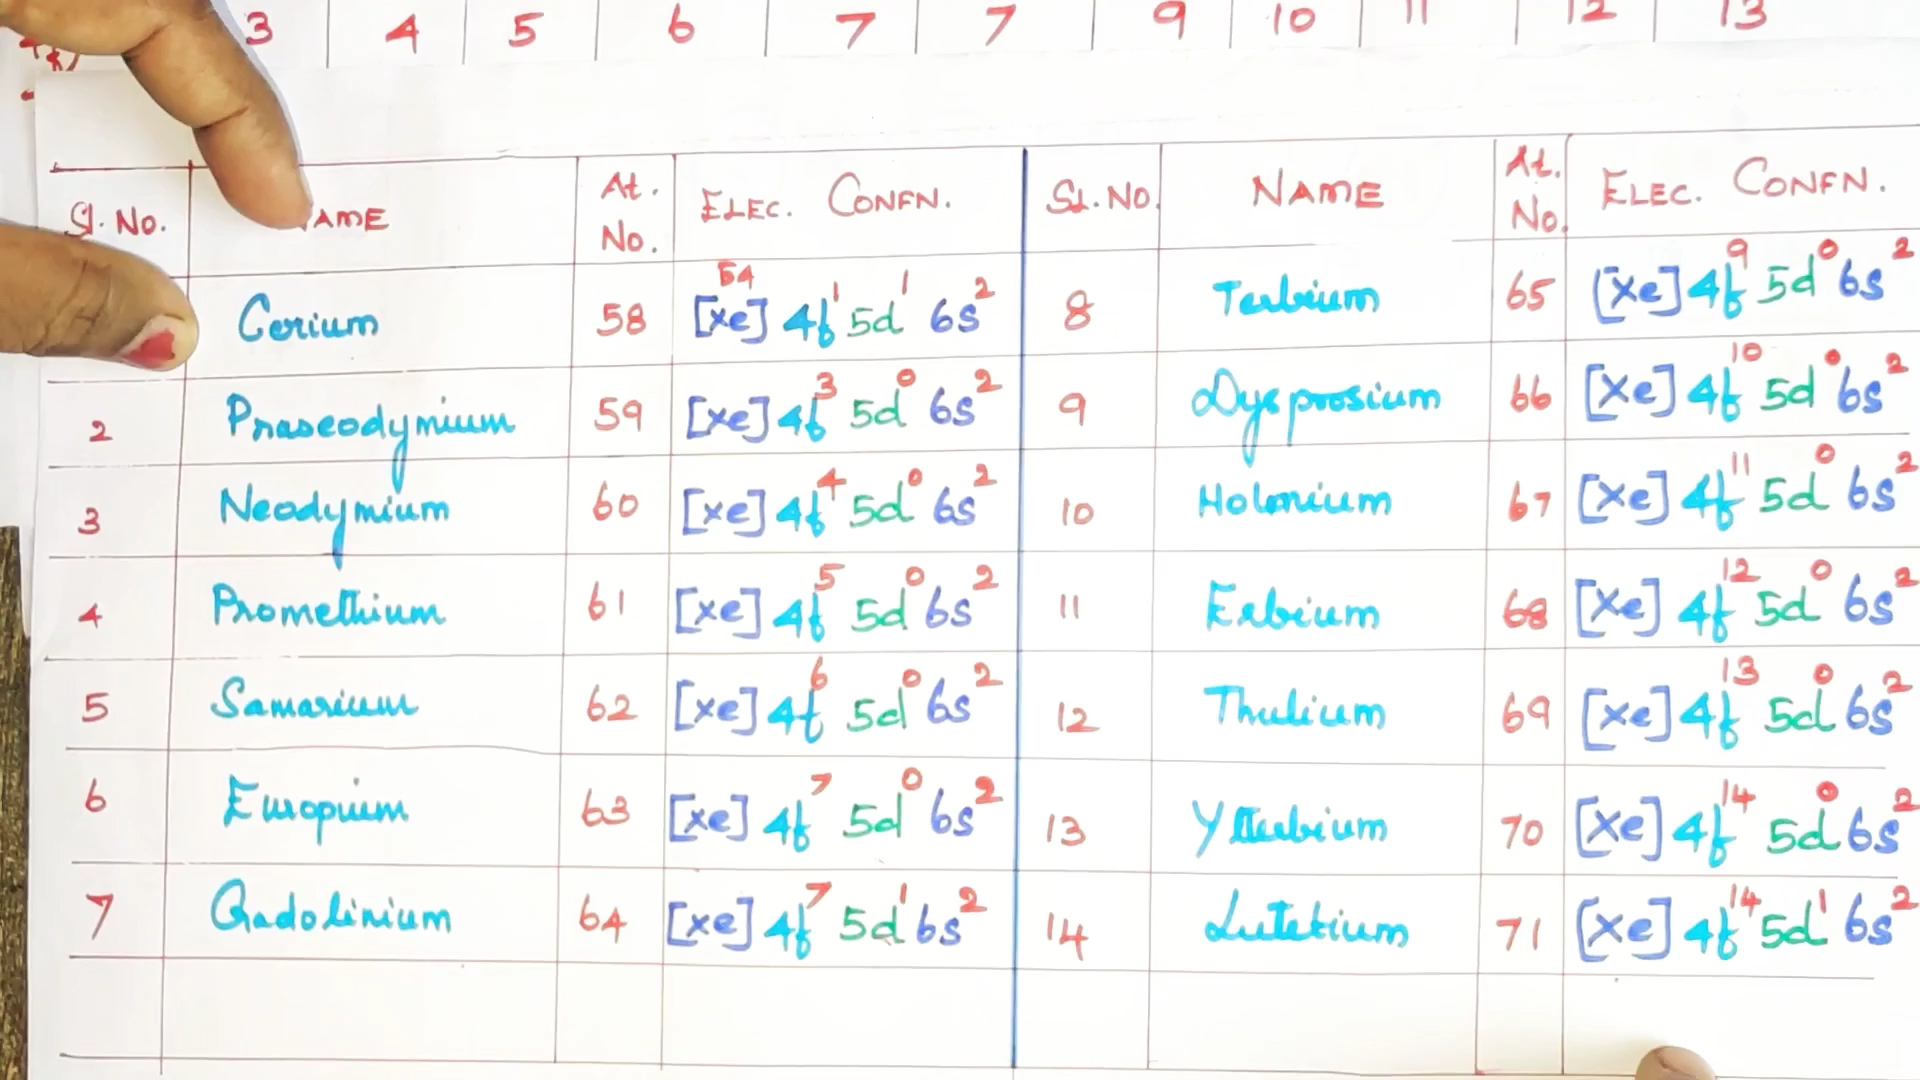 3 4 5 6 7 7 9 10 11 12 13
Sl. No. AME At. No. ELEC. CONFN. SL.NO. NAME At. No. ELEC. CONFN.
Cerium 58 [Xe]⁵⁴ 4f¹ 5d¹ 6s² 8 Terbium 65 [Xe] 4f⁹ 5d⁰ 6s²
2 Praseodymium 59 [Xe] 4f³ 5d⁰ 6s² 9 Dysprosium 66 [Xe] 4f¹⁰ 5d⁰ 6s²
3 Neodymium 60 [Xe] 4f⁴ 5d⁰ 6s² 10 Holmium 67 [Xe] 4f¹¹ 5d⁰ 6s²
4 Promethium 61 [Xe] 4f⁵ 5d⁰ 6s² 11 Erbium 68 [Xe] 4f¹² 5d⁰ 6s²
5 Samarium 62 [Xe] 4f⁶ 5d⁰ 6s² 12 Thulium 69 [Xe] 4f¹³ 5d⁰ 6s²
6 Europium 63 [Xe] 4f⁷ 5d⁰ 6s² 13 Ytterbium 70 [Xe] 4f¹⁴ 5d⁰ 6s²
7 Gadolinium 64 [Xe] 4f⁷ 5d¹ 6s² 14 Lutetium 71 [Xe] 4f¹⁴ 5d¹ 6s²